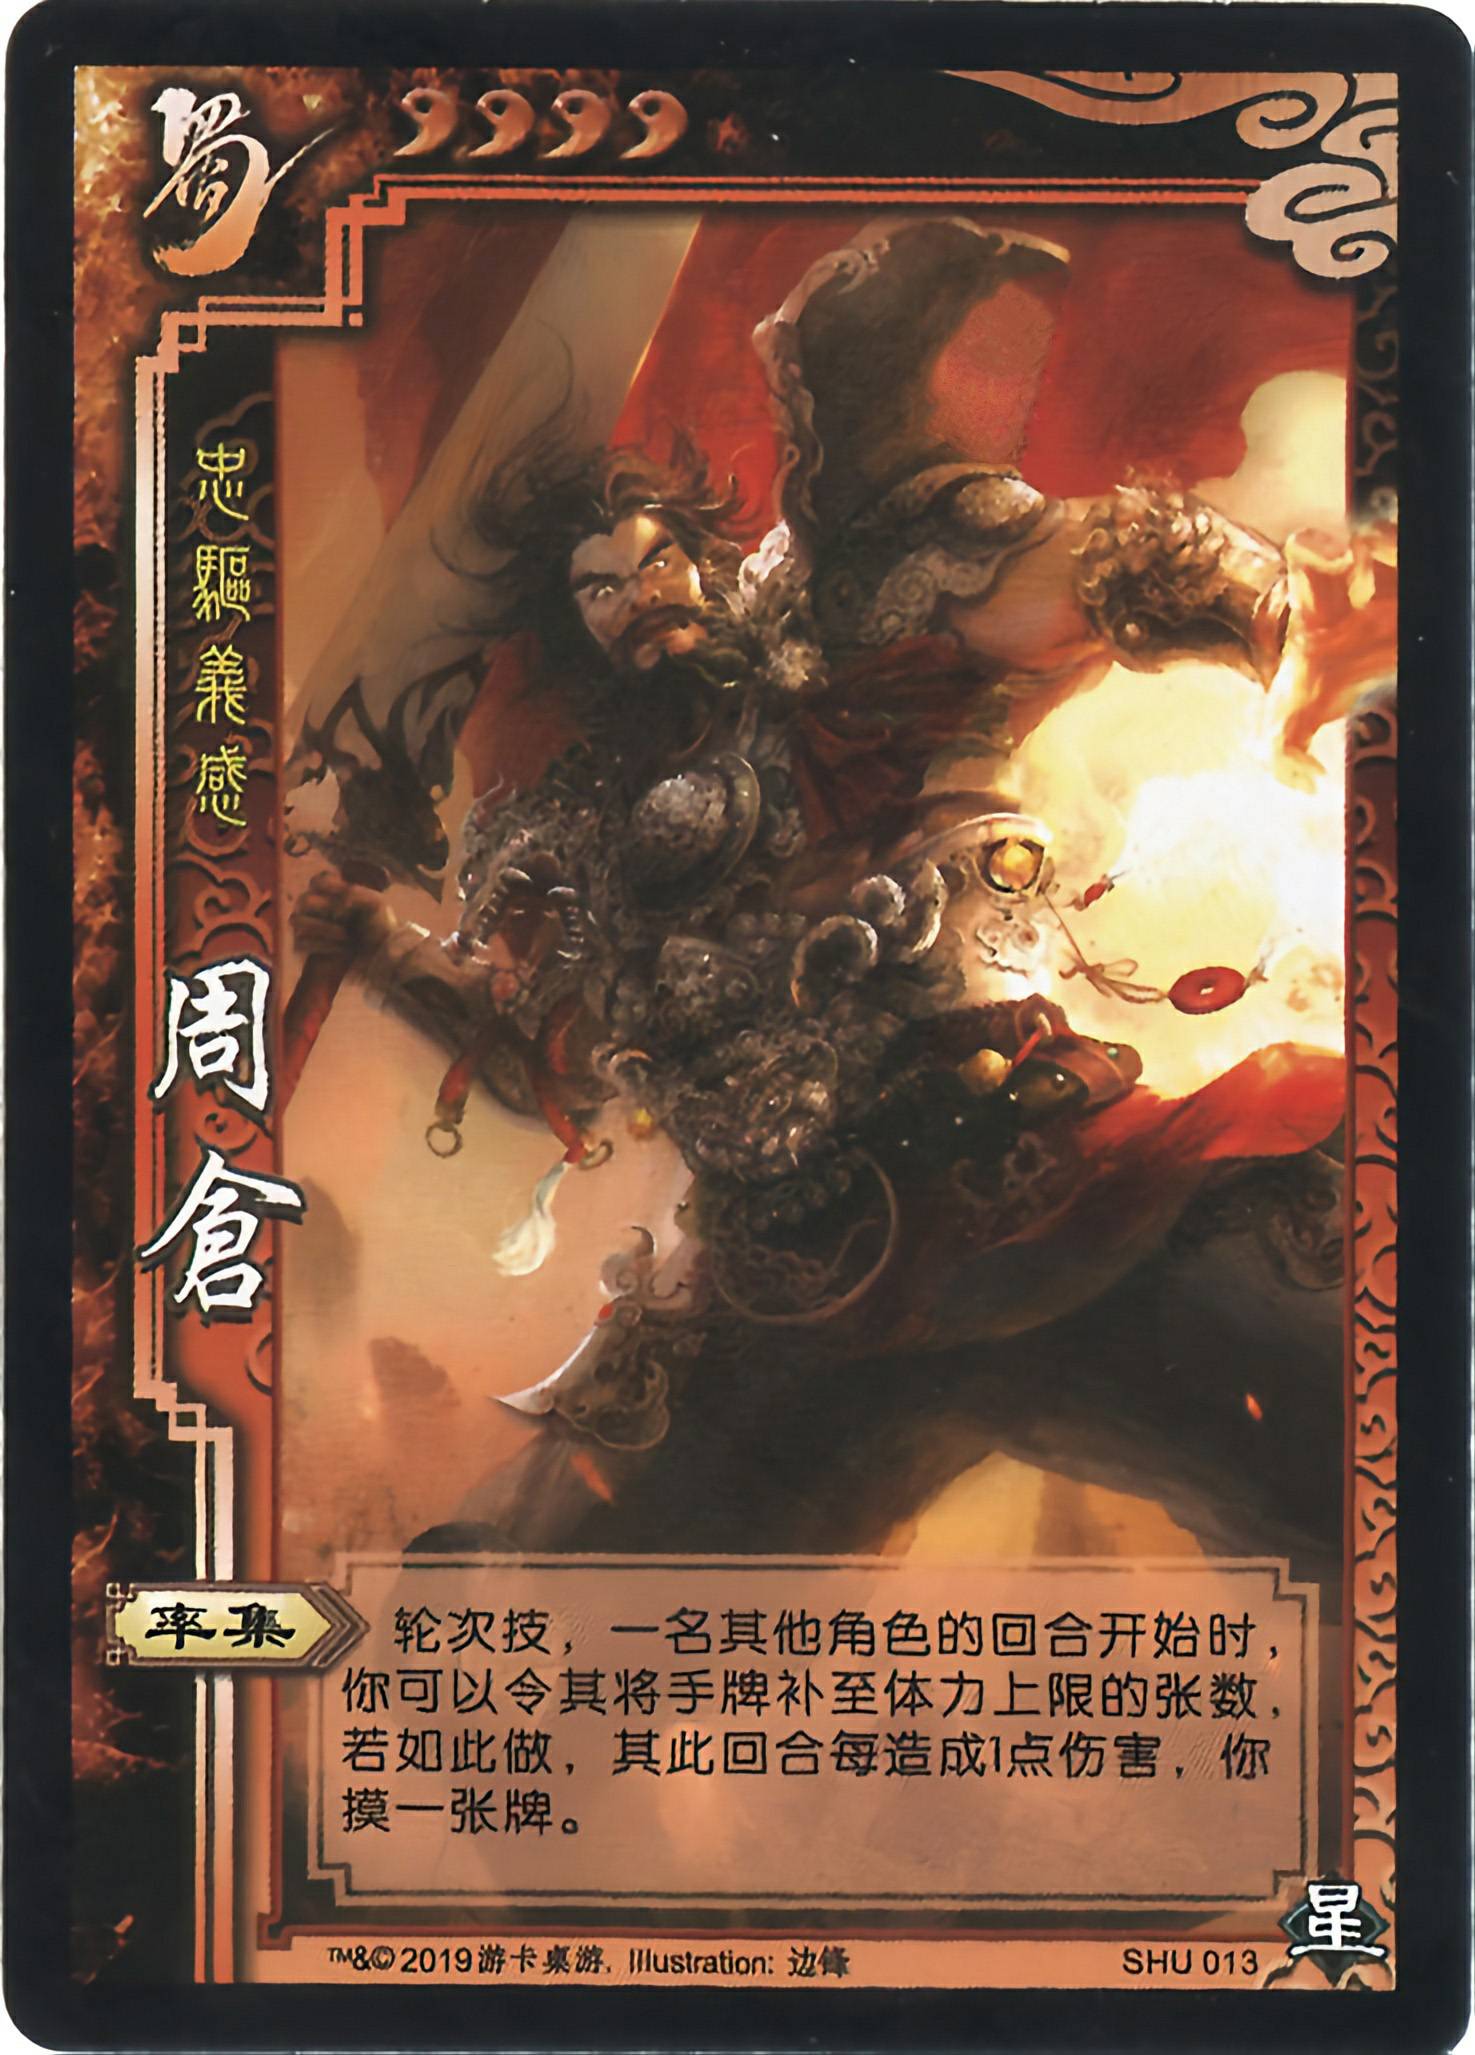 蜀
忠驅義感
周倉
率集
轮次技，一名其他角色的回合开始时，
你可以令其将手牌补至体力上限的张数，
若如此做，其此回合每造成1点伤害，你
摸一张牌。
星
™&©2019游卡桌游. Illustration: 边锋
SHU 013